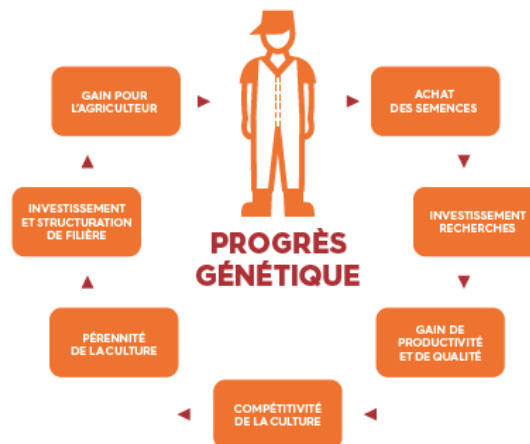 GAIN POUR
L'AGRICULTEUR
ACHAT
DES SEMENCES
INVESTISSEMENT
RECHERCHES
GAIN DE
PRODUCTIVITÉ
ET DE QUALITÉ
COMPÉTITIVITÉ
DE LA CULTURE
PÉRENNITÉ
DE LA CULTURE
INVESTISSEMENT
ET STRUCTURATION
DE FILIÈRE
PROGRÈS
GÉNÉTIQUE